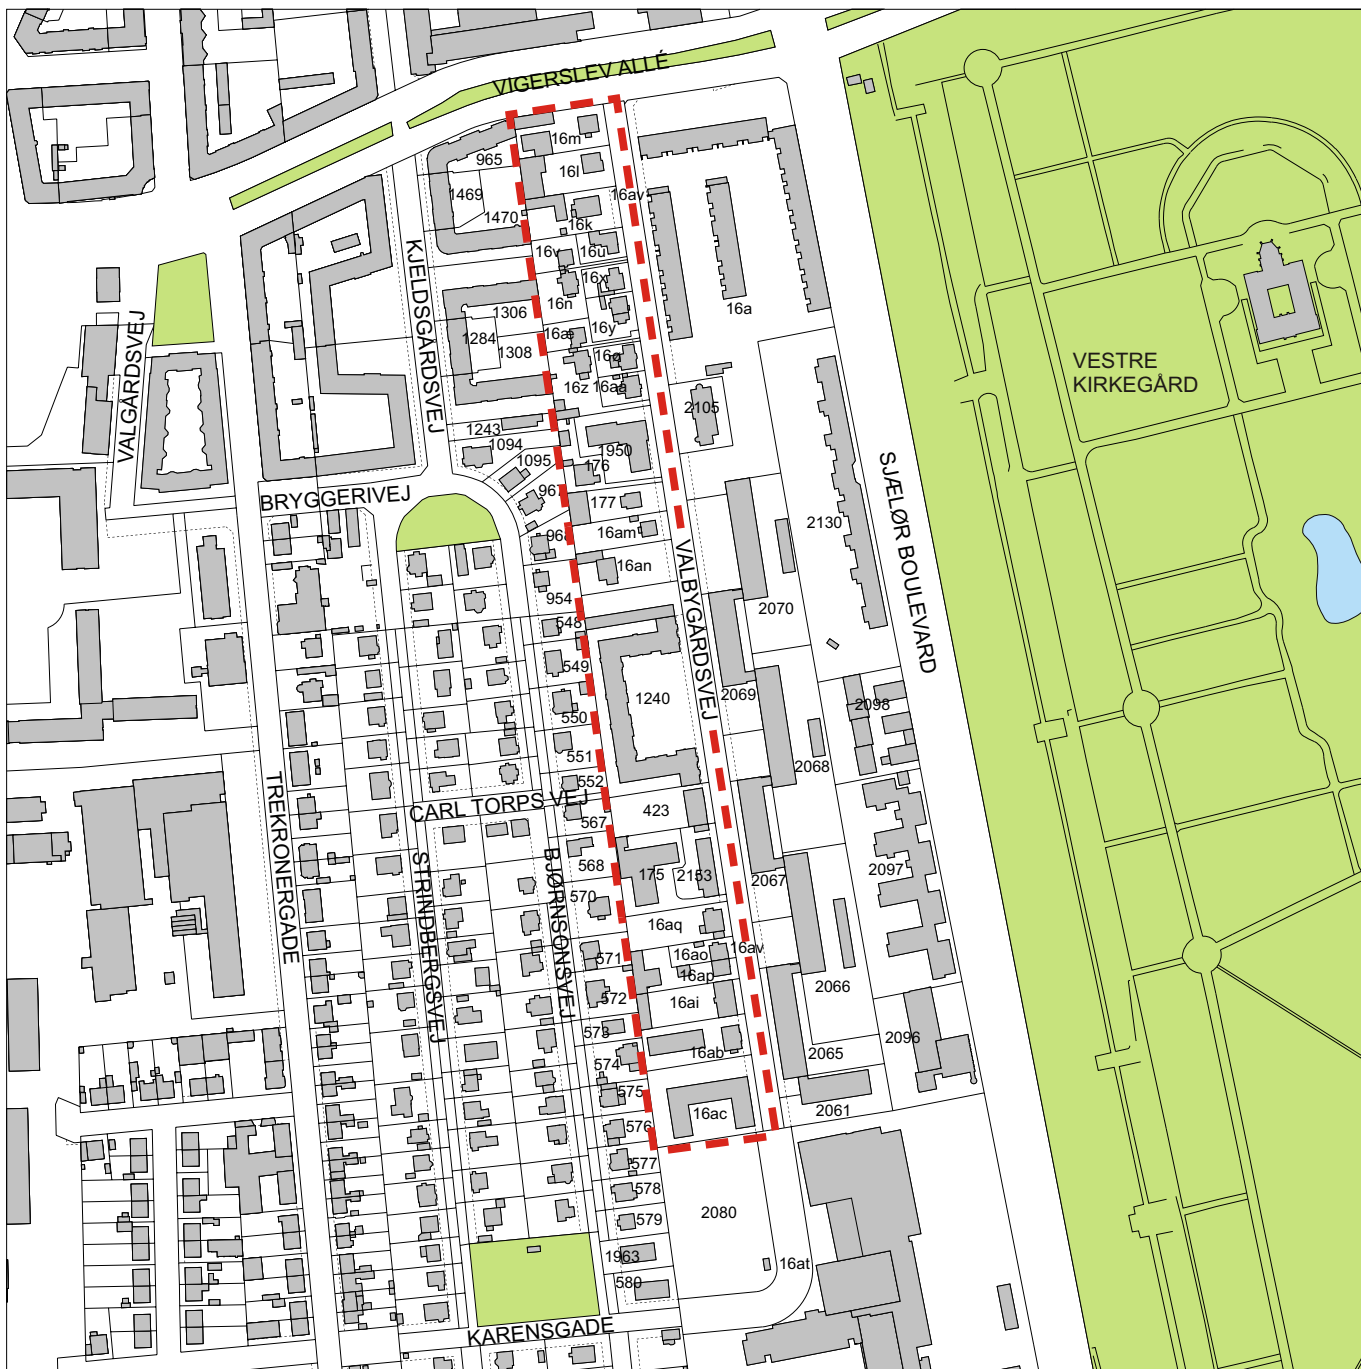 VIGERSLEV ALLÉ
16m
965
16l
1469
16av
1470
16k
KJELDSGÅRDSVEJ
16v
16u
16x
16n
16a
1306
VALGÅRDSVEJ
16y
1284
16æ
1308
16ø
VESTRE
KIRKEGÅRD
16z
16aa
2105
1243
1094
1950
1095
176
SJÆLØR BOULEVARD
BRYGGERIVEJ
967
177
2130
968
16am
16an
VALBYGÅRDSVEJ
954
2070
548
549
1240
2069
550
2098
551
2068
552
TREKRONERGADE
CARL TORPS VEJ
423
567
STRINDBERGSVEJ
BJØRNSONSVEJ
568
175
2153
2067
2097
570
16aq
16av
571
16ao
16ap
572
16ai
2066
573
2096
574
16ab
2065
575
16ac
2061
576
577
578
2080
579
1963
16at
580
KARENSGADE